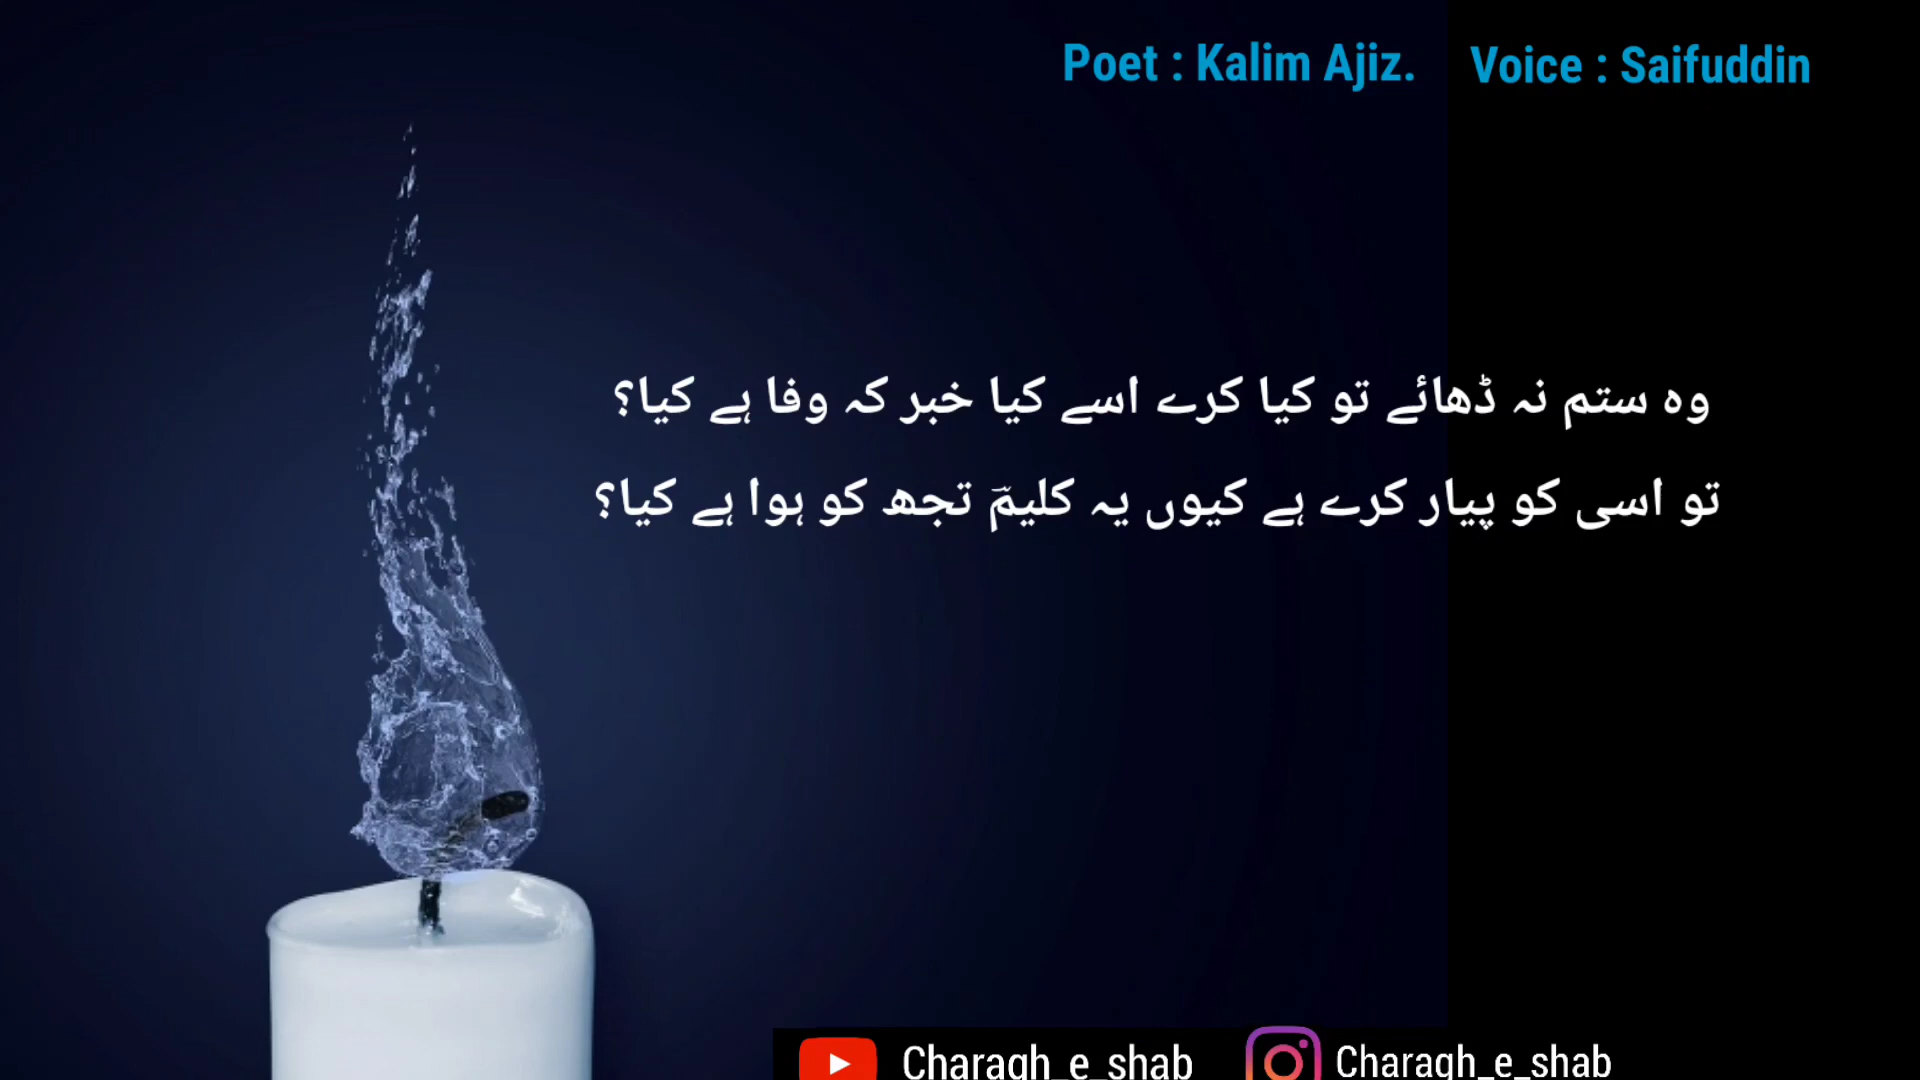 Poet : Kalim Ajiz. Voice : Saifuddin
وہ ستم نہ ڈھائے تو کیا کرے اسے کیا خبر کہ وفا ہے کیا؟
تو اسی کو پیار کرے ہے کیوں یہ کلیمؔ تجھ کو ہوا ہے کیا؟
Charagh_e_shab Charagh_e_shab